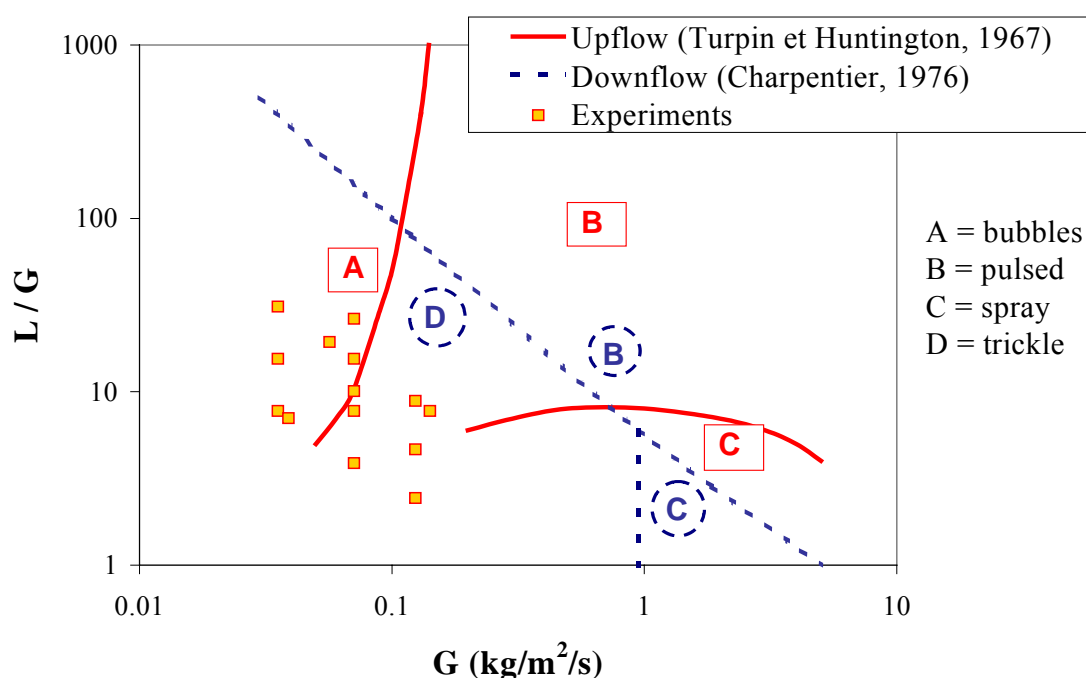 Upflow (Turpin et Huntington, 1967)
Downflow (Charpentier, 1976)
Experiments
1000
100
10
1
L / G
A
B
D
B
C
C
A = bubbles
B = pulsed
C = spray
D = trickle
0.01
0.1
1
10
G (kg/m²/s)